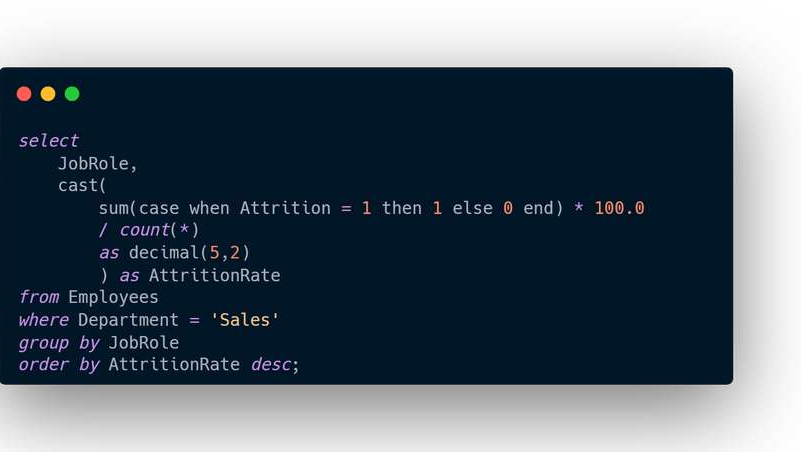 select
    JobRole,
    cast(
        sum(case when Attrition = 1 then 1 else 0 end) * 100.0
        / count(*)
        as decimal(5,2)
        ) as AttritionRate
from Employees
where Department = 'Sales'
group by JobRole
order by AttritionRate desc;